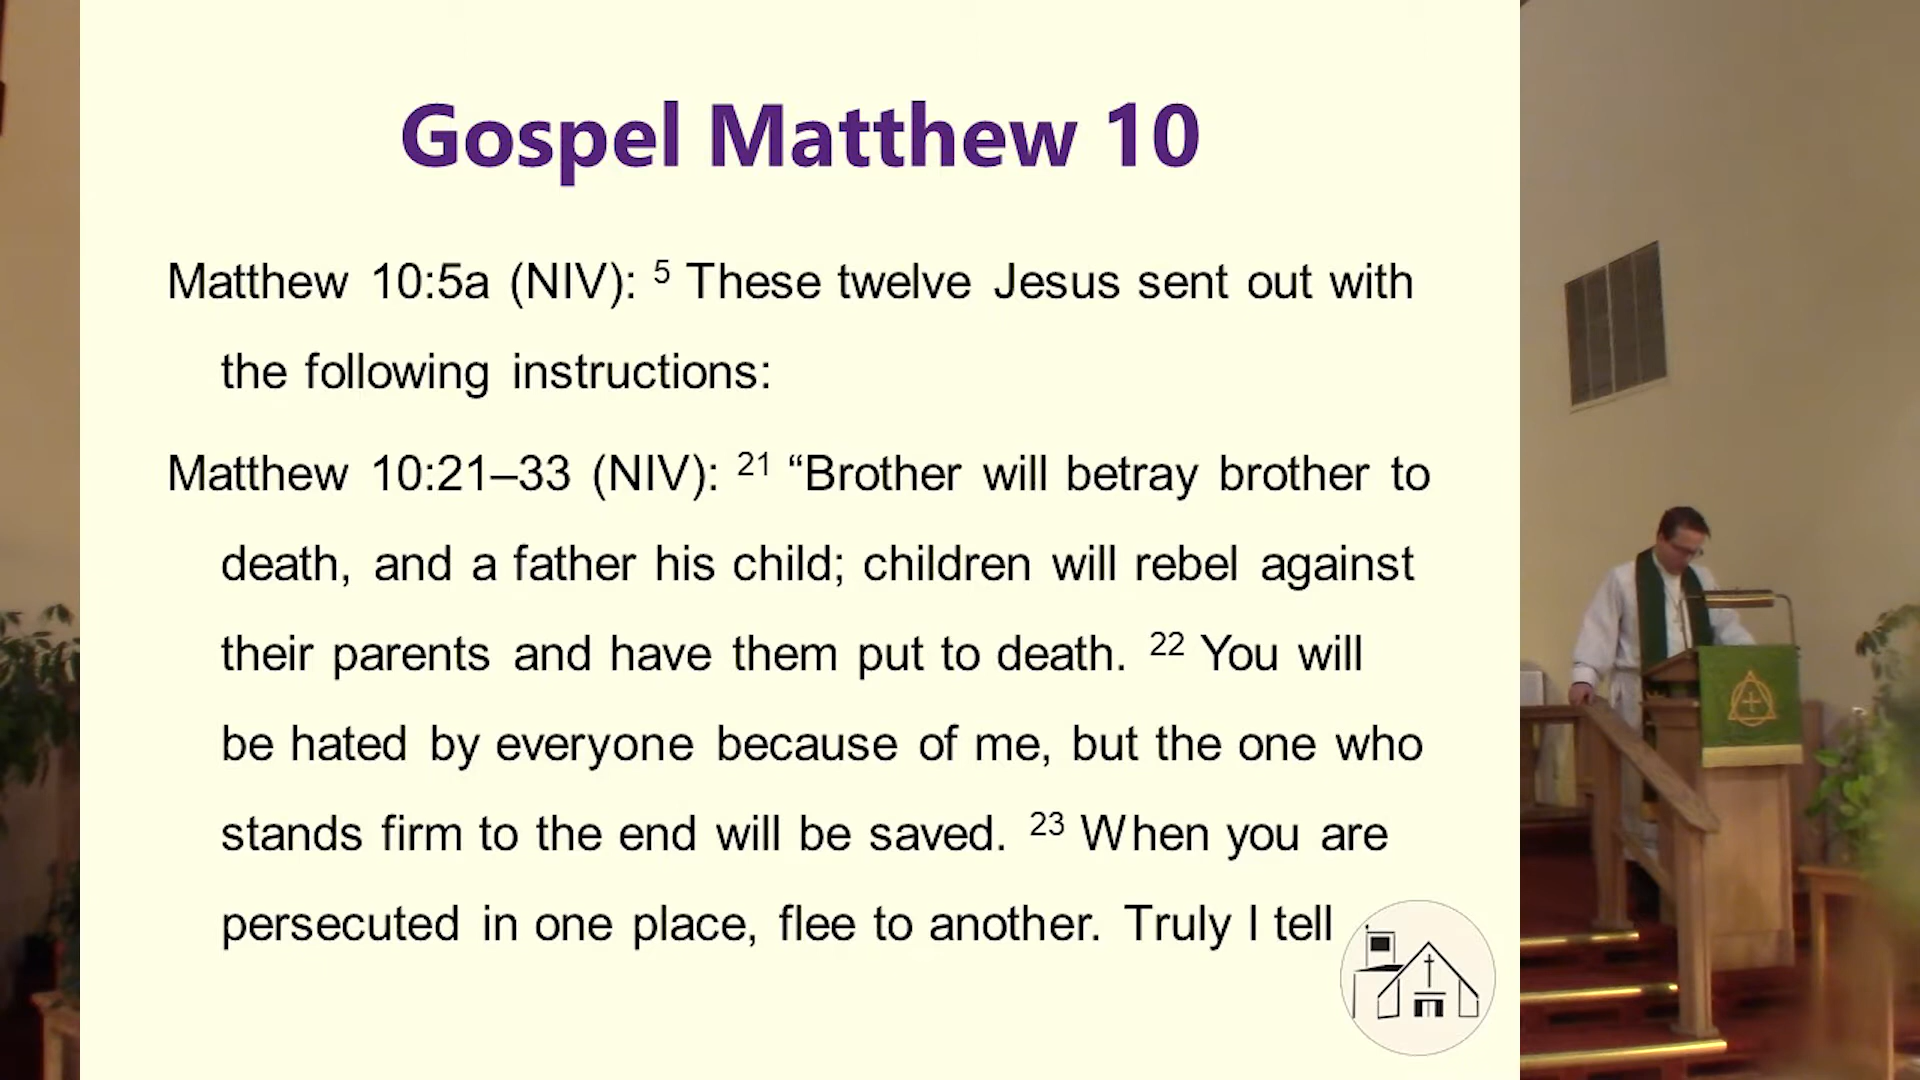 Gospel Matthew 10
Matthew 10:5a (NIV): 5 These twelve Jesus sent out with
the following instructions:
Matthew 10:21–33 (NIV): 21 “Brother will betray brother to
death, and a father his child; children will rebel against
their parents and have them put to death. 22 You will
be hated by everyone because of me, but the one who
stands firm to the end will be saved. 23 When you are
persecuted in one place, flee to another. Truly I tell